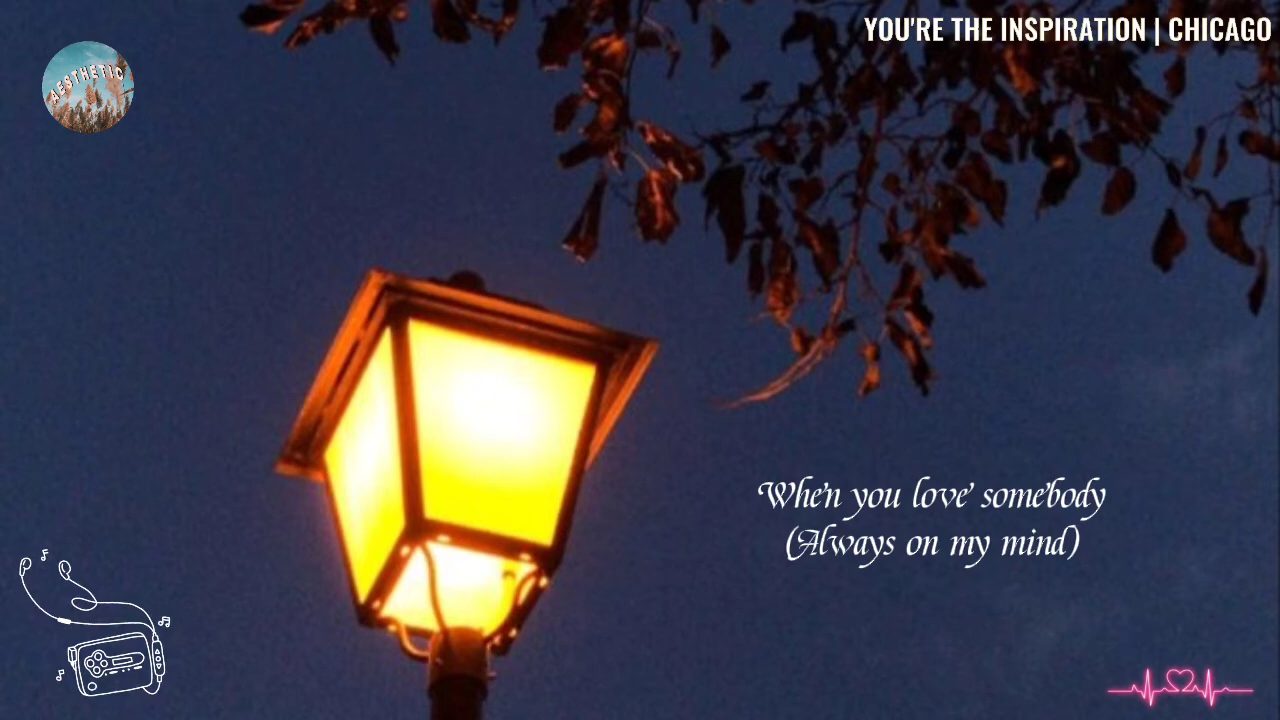 YOU'RE THE INSPIRATION | CHICAGO
AESTHETIC
When you love somebody
(Always on my mind)